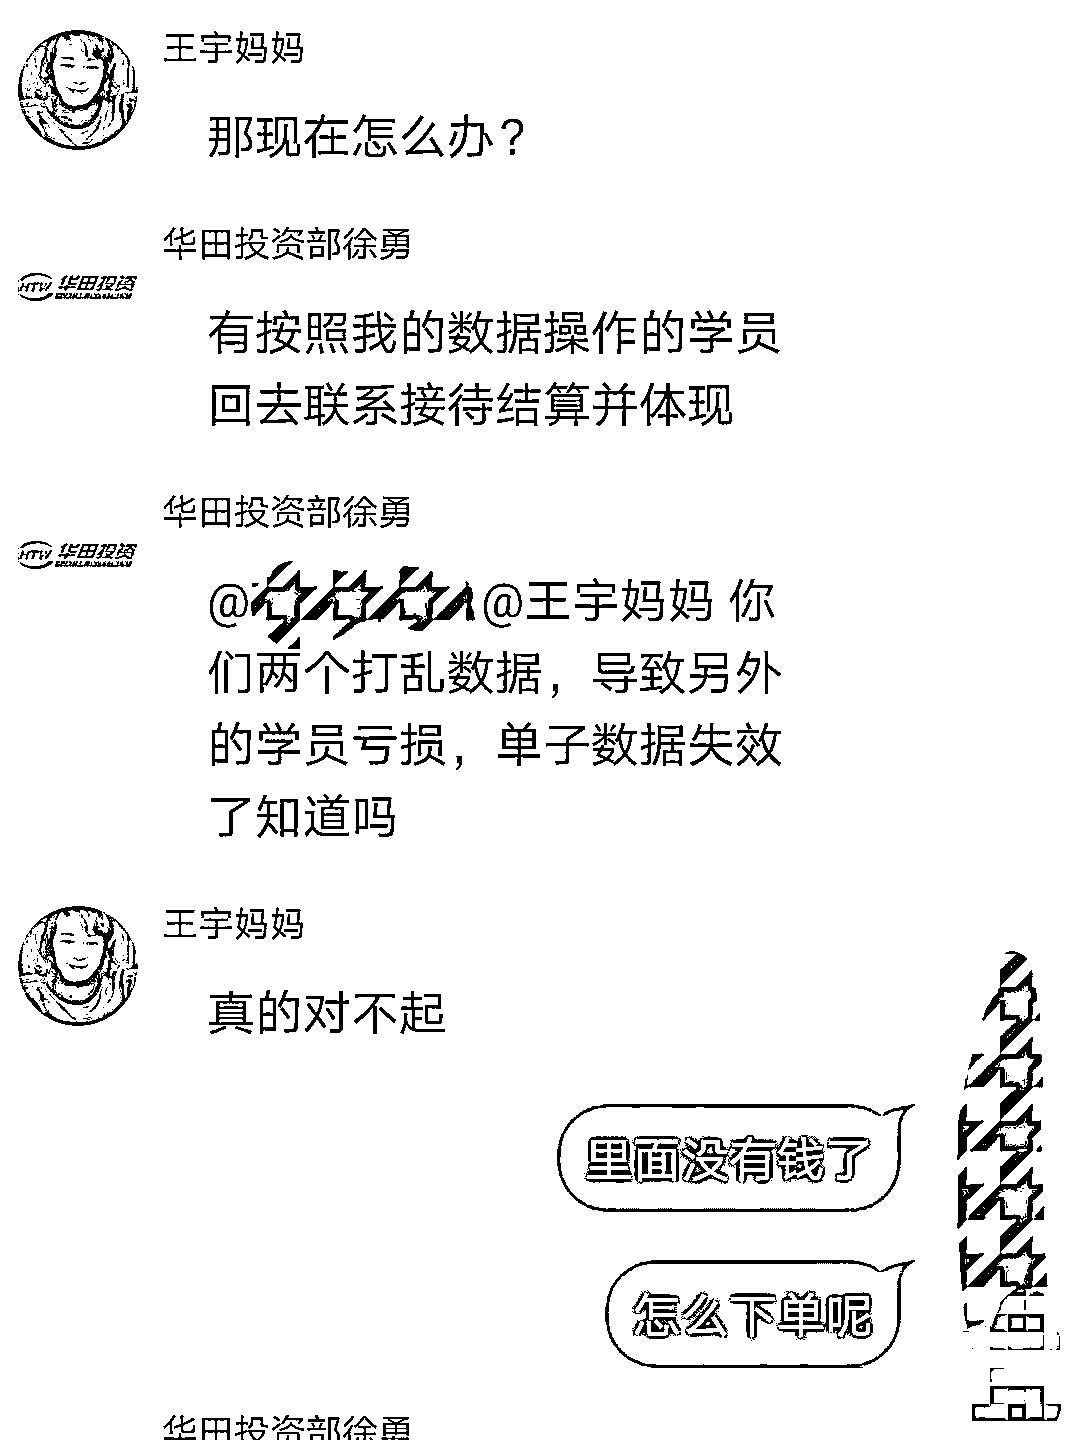 王宇妈妈
那现在怎么办？
华田投资部徐勇
HTW 华田投资
有按照我的数据操作的学员
回去联系接待结算并体现
华田投资部徐勇
HTW 华田投资
@ @王宇妈妈 你
们两个打乱数据，导致另外
的学员亏损，单子数据失效
了知道吗
王宇妈妈
真的对不起
里面没有钱了
怎么下单呢
华田投资部徐勇